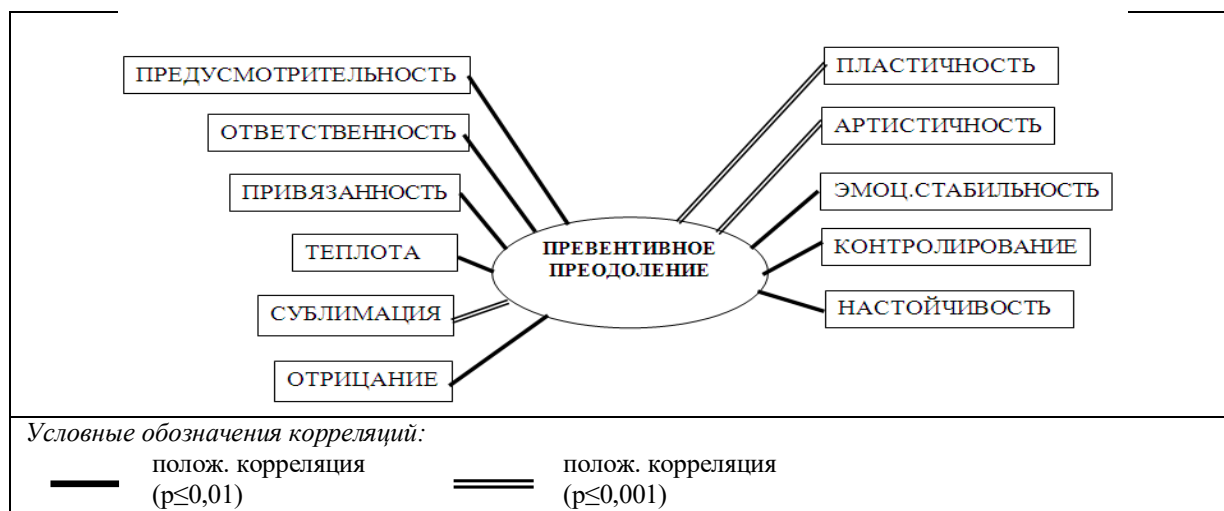 ПРЕДУСМОТРИТЕЛЬНОСТЬ
ОТВЕТСТВЕННОСТЬ
ПРИВЯЗАННОСТЬ
ТЕПЛОТА
СУБЛИМАЦИЯ
ОТРИЦАНИЕ
ПРЕВЕНТИВНОЕ
ПРЕОДОЛЕНИЕ
ПЛАСТИЧНОСТЬ
АРТИСТИЧНОСТЬ
ЭМОЦ.СТАБИЛЬНОСТЬ
КОНТРОЛИРОВАНИЕ
НАСТОЙЧИВОСТЬ
Условные обозначения корреляций:
полож. корреляция
(p≤0,01)
полож. корреляция
(p≤0,001)